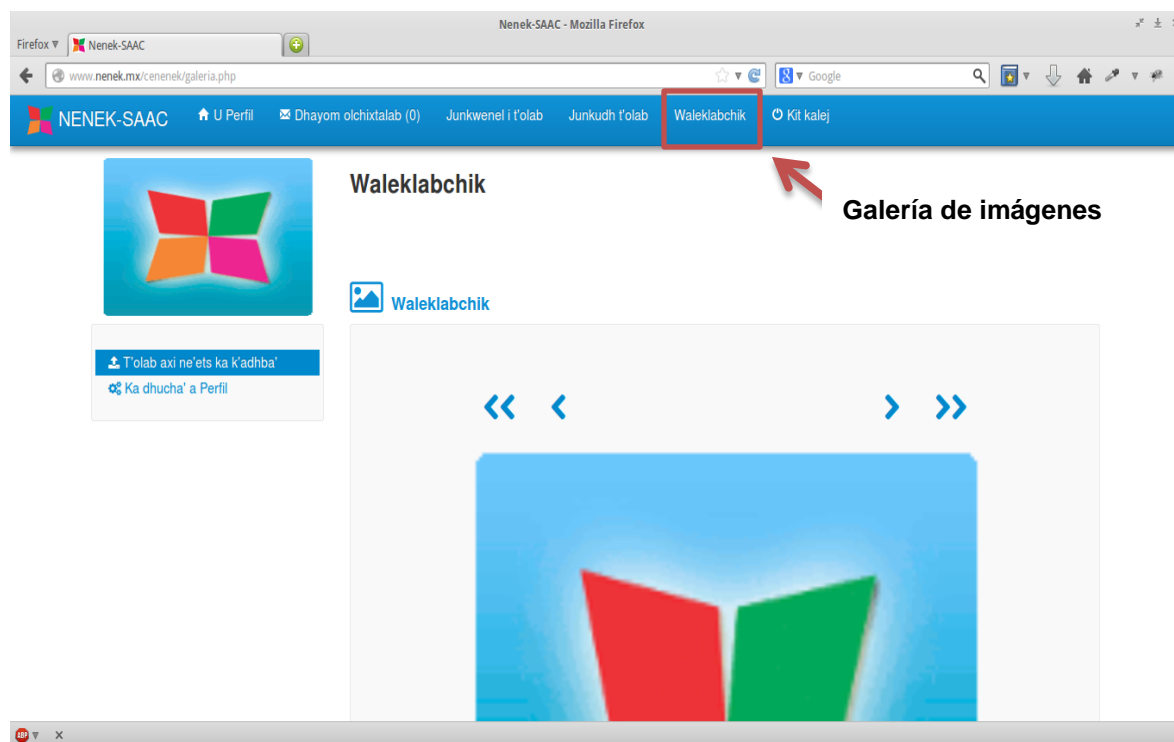 Nenek-SAAC - Mozilla Firefox
Firefox
Nenek-SAAC
www.nenek.mx/cenenek/galeria.php
Google
NENEK-SAAC U Perfil Dhayom olchixtalab (0) Junkwenel i t'olab Junkudh t'olab Waleklabchik Kit kalej
Waleklabchik
Galería de imágenes
Waleklabchik
T'olab axi ne'ets ka k'adhba'
Ka dhucha' a Perfil
ABP